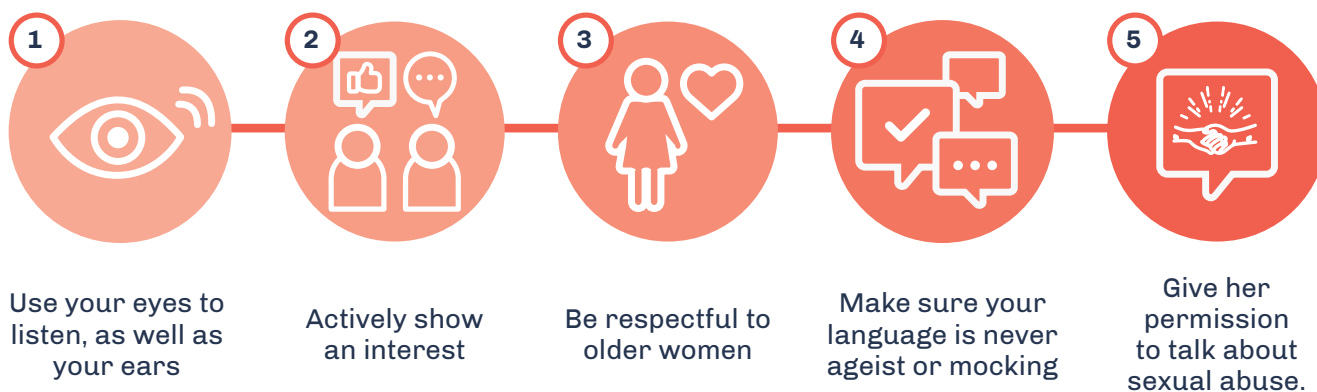 1
2
3
4
5
Use your eyes to
listen, as well as
your ears
Actively show
an interest
Be respectful to
older women
Make sure your
language is never
ageist or mocking
Give her
permission
to talk about
sexual abuse.